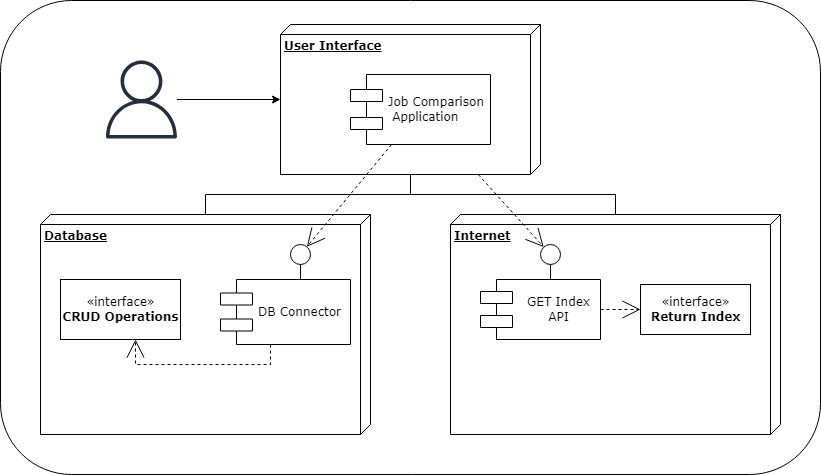 User Interface
Job Comparison
Application
Database
«interface»
CRUD Operations
DB Connector
Internet
GET Index
API
«interface»
Return Index